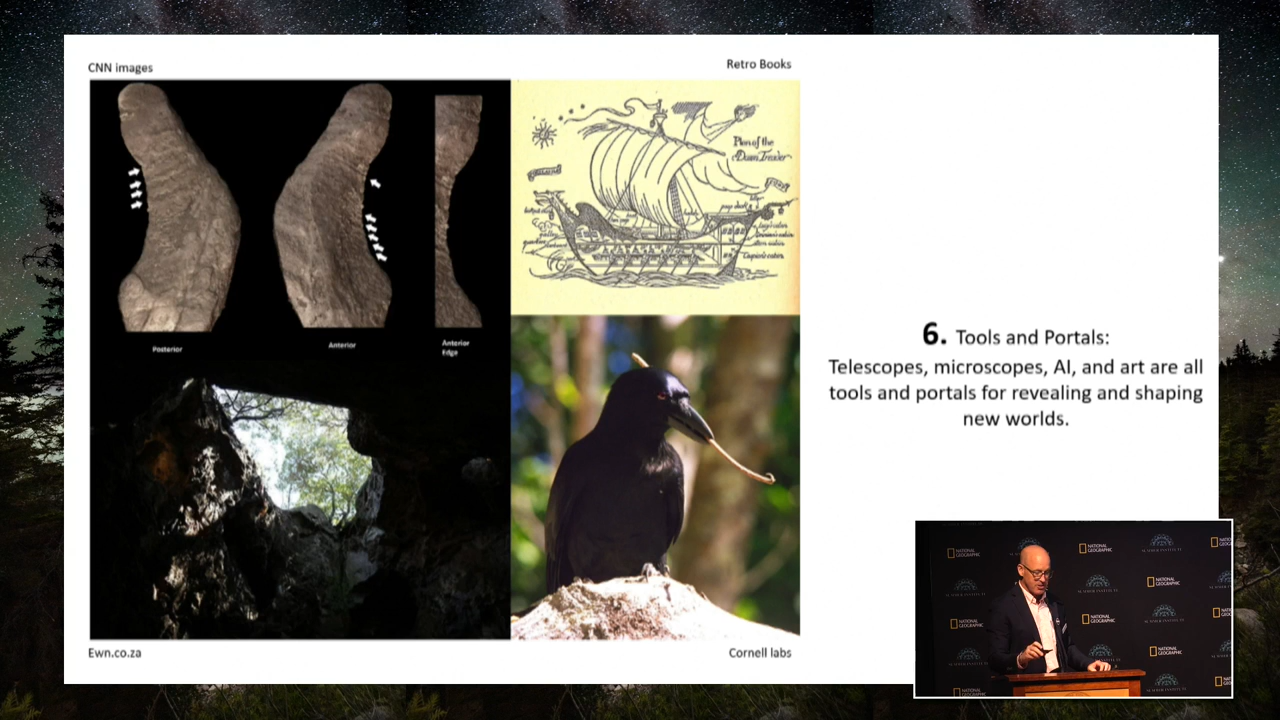 CNN images
Retro Books
Plan of the
Dawn Treader
Posterior
Anterior
Anterior
Edge
6. Tools and Portals:
Telescopes, microscopes, AI, and art are all
tools and portals for revealing and shaping
new worlds.
Ewn.co.za
Cornell labs
NATIONAL
GEOGRAPHIC
SUMMER INSTITUTE